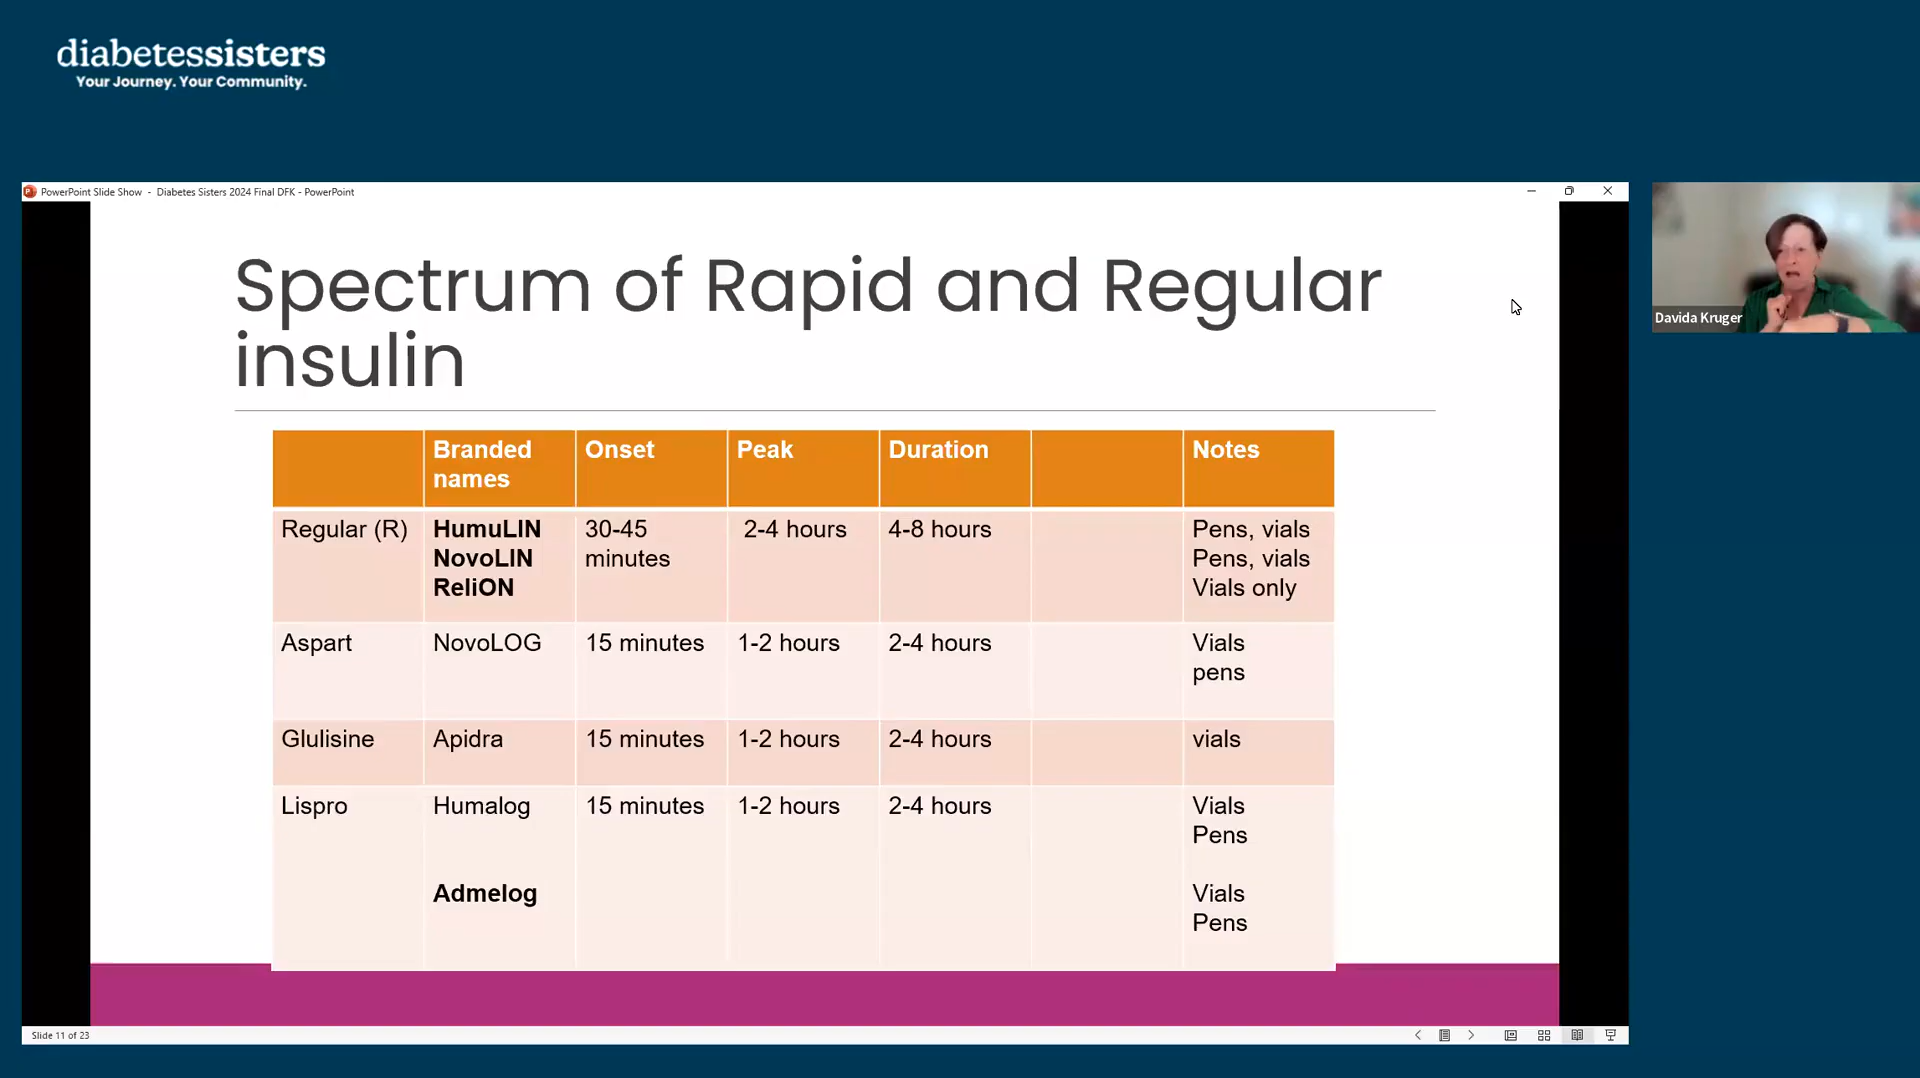 diabetessisters
Your Journey. Your Community.
PowerPoint Slide Show - Diabetes Sisters 2024 Final DFK - PowerPoint
Spectrum of Rapid and Regular
insulin
Branded names Onset Peak Duration Notes
Regular (R) HumuLIN 30-45 minutes 2-4 hours 4-8 hours Pens, vials
NovoLIN Pens, vials
ReliON Vials only
Aspart NovoLOG 15 minutes 1-2 hours 2-4 hours Vials
pens
Glulisine Apidra 15 minutes 1-2 hours 2-4 hours vials
Lispro Humalog 15 minutes 1-2 hours 2-4 hours Vials
Pens
Admelog Vials
Pens
Slide 11 of 23
Davida Kruger